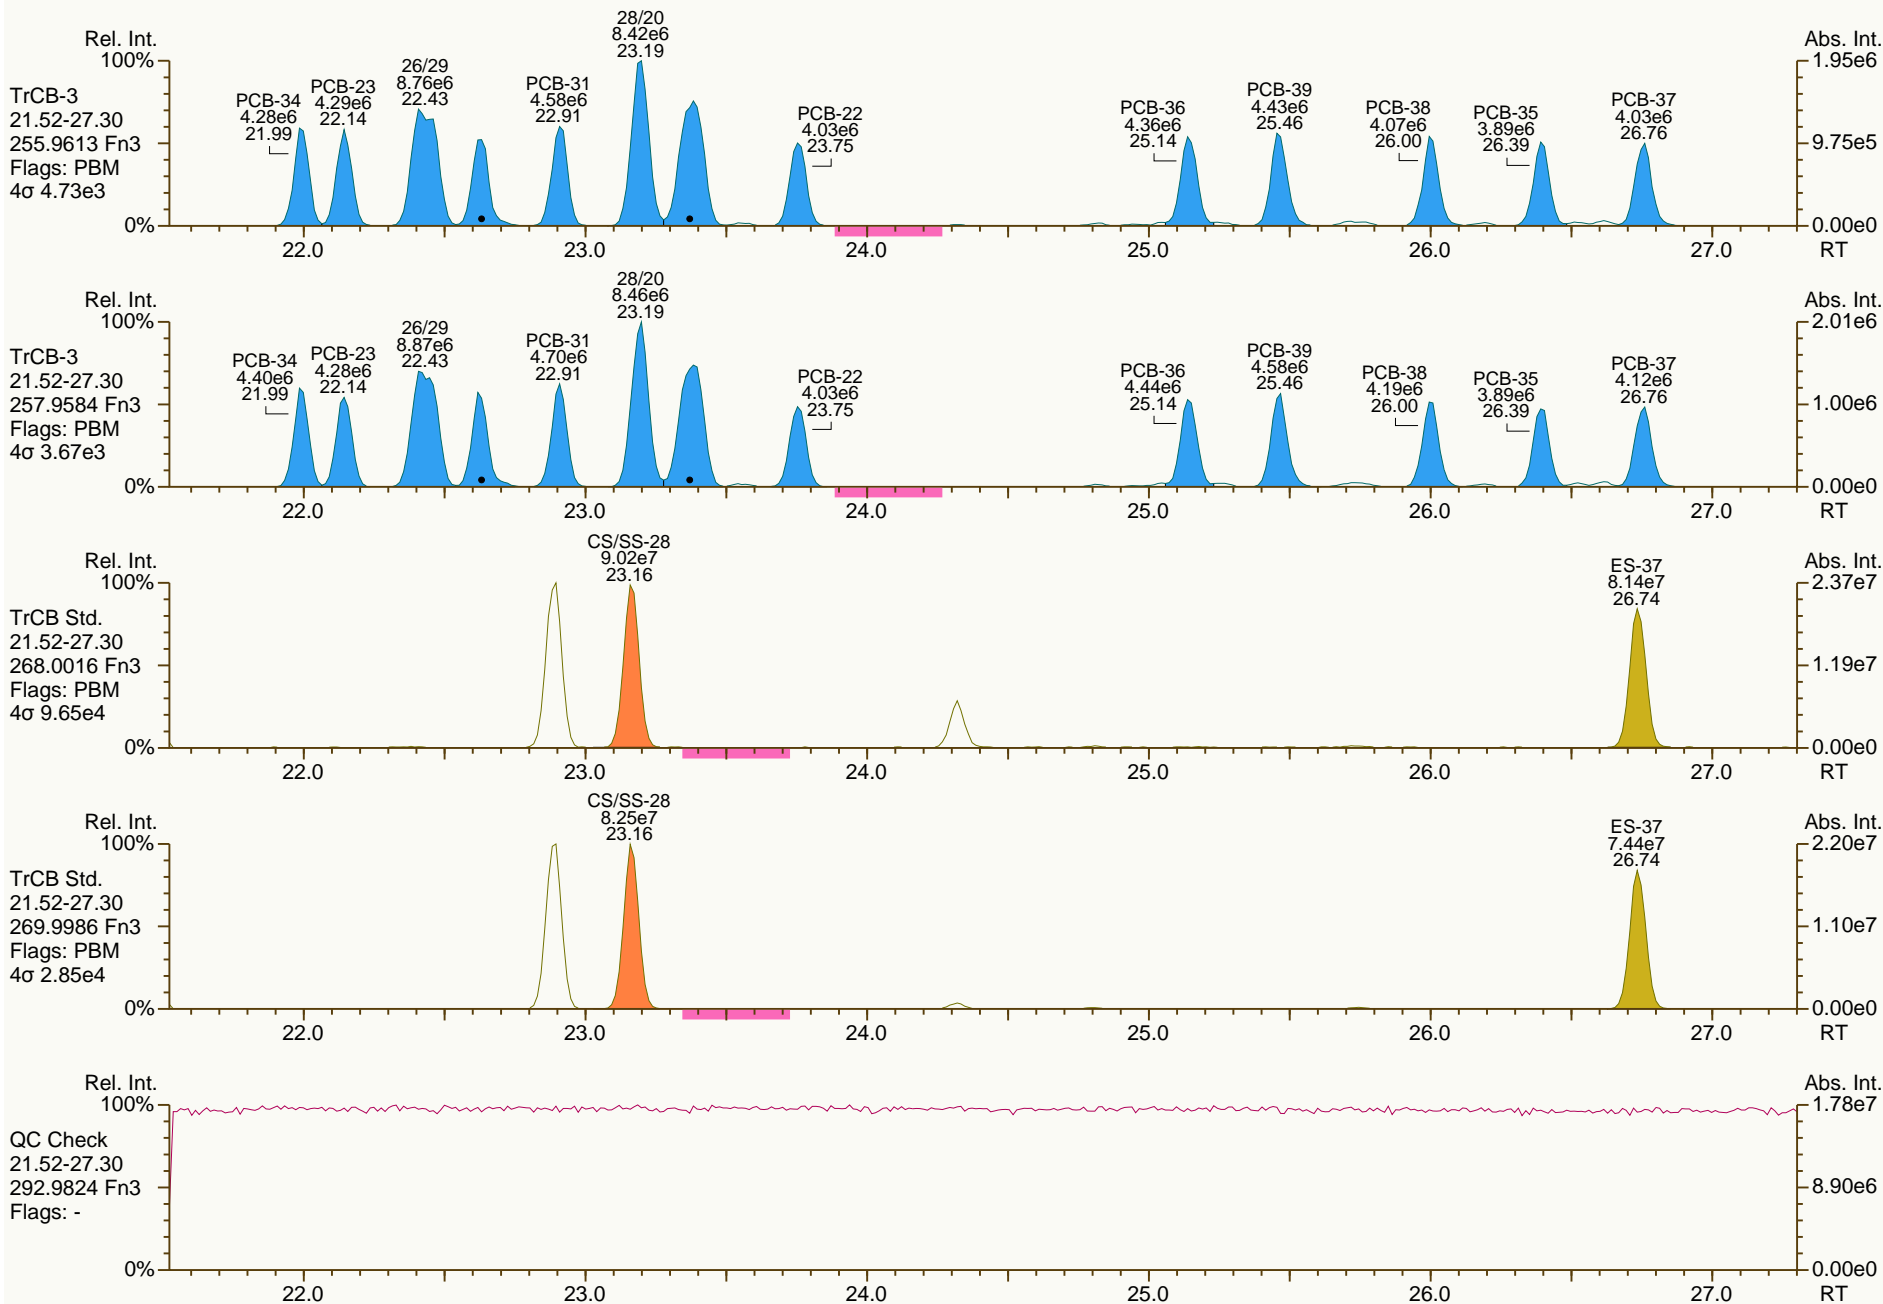 Rel. Int.
Abs. Int.
TrCB-3
21.52-27.30
255.9613 Fn3
Flags: PBM
4σ 4.73e3
100%
0%
PCB-34
4.28e6
21.99
PCB-23
4.29e6
22.14
26/29
8.76e6
22.43
PCB-31
4.58e6
22.91
28/20
8.42e6
23.19
PCB-22
4.03e6
23.75
PCB-36
4.36e6
25.14
PCB-39
4.43e6
25.46
PCB-38
4.07e6
26.00
PCB-35
3.89e6
26.39
PCB-37
4.03e6
26.76
1.95e6
9.75e5
0.00e0
22.0 23.0 24.0 25.0 26.0 27.0 RT
Rel. Int.
Abs. Int.
TrCB-3
21.52-27.30
257.9584 Fn3
Flags: PBM
4σ 3.67e3
100%
0%
PCB-34
4.40e6
21.99
PCB-23
4.28e6
22.14
26/29
8.87e6
22.43
PCB-31
4.70e6
22.91
28/20
8.46e6
23.19
PCB-22
4.03e6
23.75
PCB-36
4.44e6
25.14
PCB-39
4.58e6
25.46
PCB-38
4.19e6
26.00
PCB-35
3.89e6
26.39
PCB-37
4.12e6
26.76
2.01e6
1.00e6
0.00e0
22.0 23.0 24.0 25.0 26.0 27.0 RT
Rel. Int.
Abs. Int.
TrCB Std.
21.52-27.30
268.0016 Fn3
Flags: PBM
4σ 9.65e4
100%
0%
CS/SS-28
9.02e7
23.16
ES-37
8.14e7
26.74
2.37e7
1.19e7
0.00e0
22.0 23.0 24.0 25.0 26.0 27.0 RT
Rel. Int.
Abs. Int.
TrCB Std.
21.52-27.30
269.9986 Fn3
Flags: PBM
4σ 2.85e4
100%
0%
CS/SS-28
8.25e7
23.16
ES-37
7.44e7
26.74
2.20e7
1.10e7
0.00e0
22.0 23.0 24.0 25.0 26.0 27.0 RT
Rel. Int.
Abs. Int.
QC Check
21.52-27.30
292.9824 Fn3
Flags: -
100%
0%
1.78e7
8.90e6
0.00e0
22.0 23.0 24.0 25.0 26.0 27.0 RT